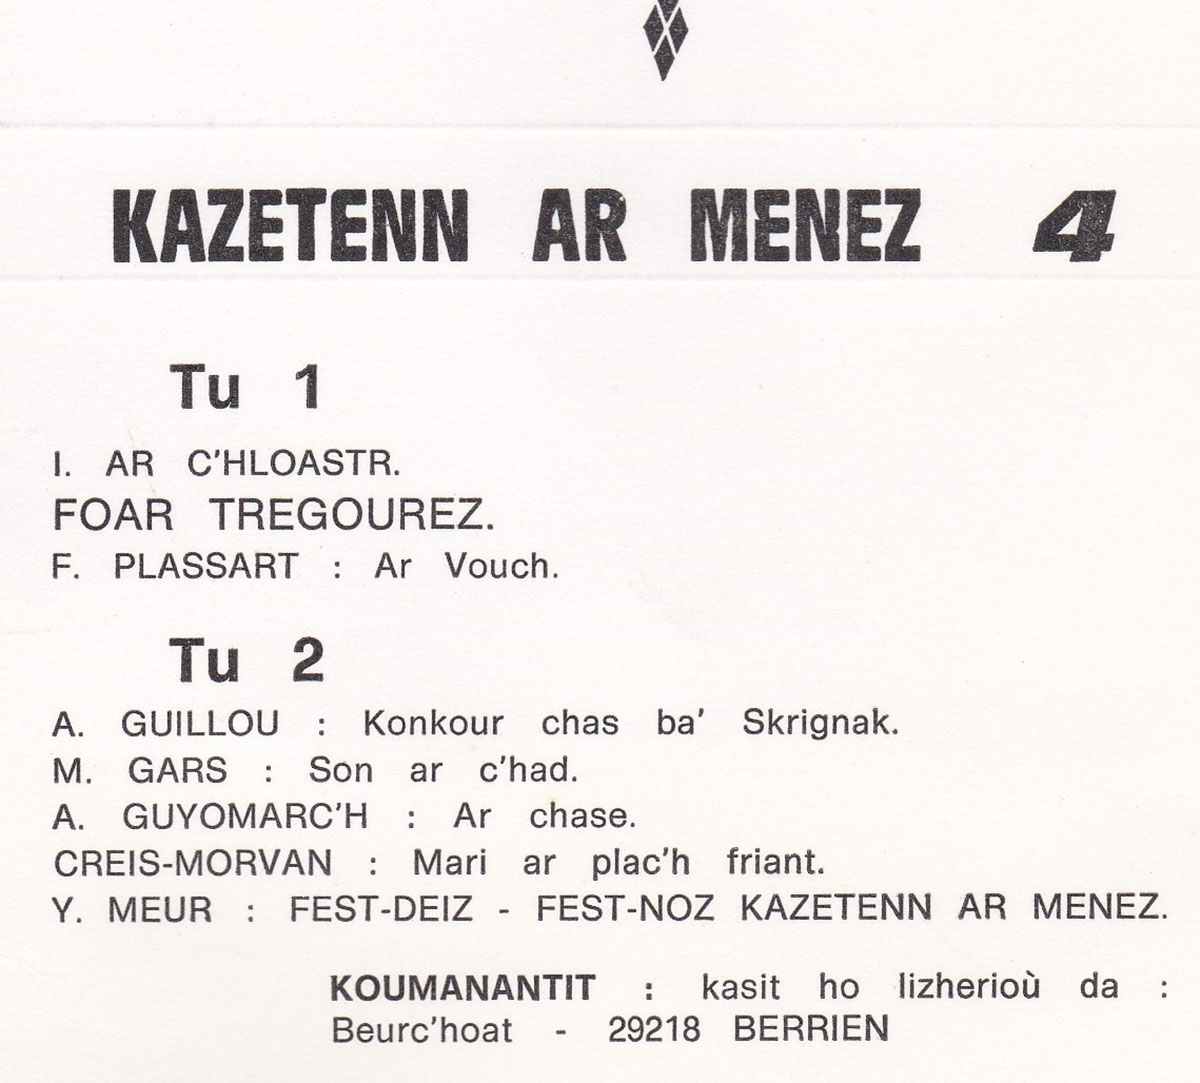 KAZETENN AR MENEZ 4
Tu 1
I. AR C'HLOASTR.
FOAR TREGOUREZ.
F. PLASSART : Ar Vouch.
Tu 2
A. GUILLOU : Konkour chas ba' Skrignak.
M. GARS : Son ar c'had.
A. GUYOMARC'H : Ar chase.
CREIS-MORVAN : Mari ar plac'h friant.
Y. MEUR : FEST-DEIZ - FEST-NOZ KAZETENN AR MENEZ.
KOUMANANTIT : kasit ho lizherioù da :
Beurc'hoat - 29218 BERRIEN